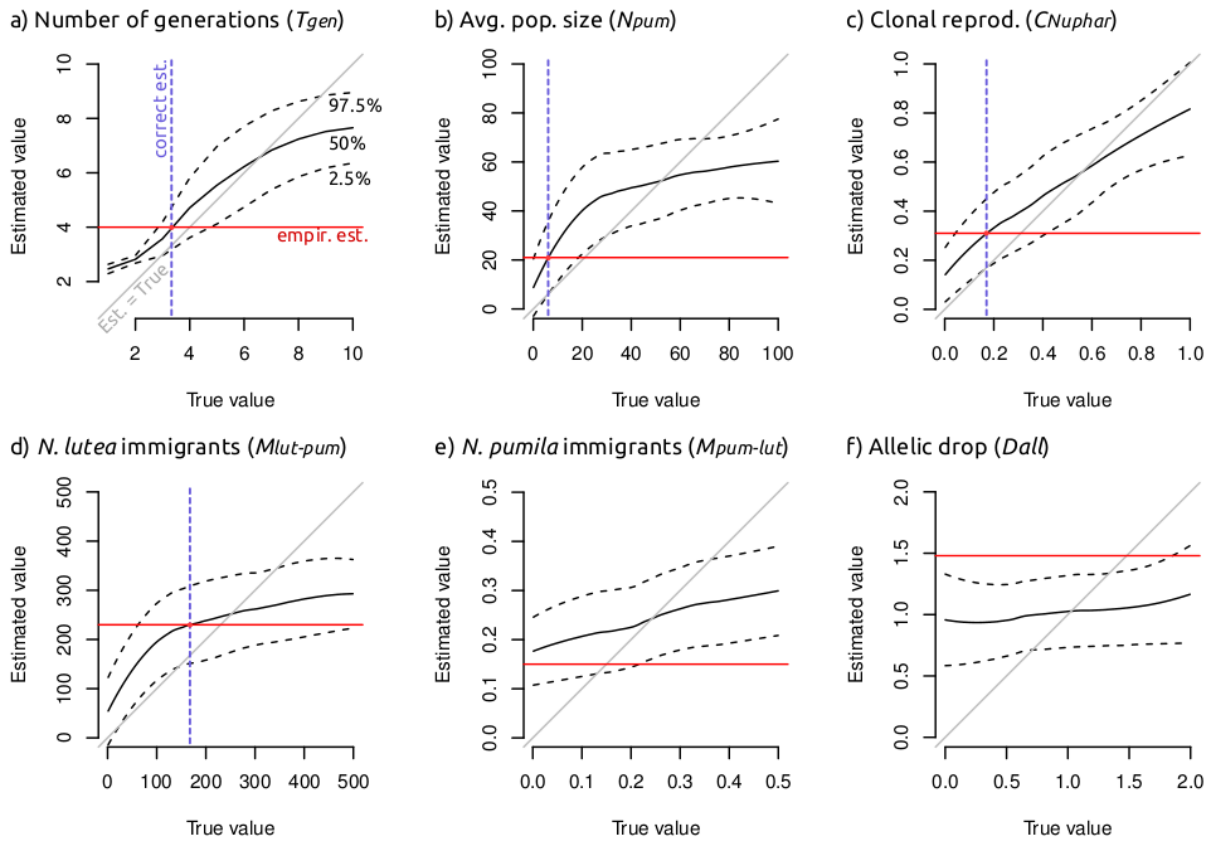 a) Number of generations (Tgen)
10
8
6
4
2
Estimated value
correct est.
97.5%
50%
2.5%
empir. est.
Est. = True
2 4 6 8 10
True value
b) Avg. pop. size (Npum)
100
80
60
40
20
0
Estimated value
0 20 40 60 80 100
True value
c) Clonal reprod. (CNuphar)
1.0
0.8
0.6
0.4
0.2
0.0
Estimated value
0.0 0.2 0.4 0.6 0.8 1.0
True value
d) N. lutea immigrants (Mlut-pum)
500
400
300
200
100
0
Estimated value
0 100 200 300 400 500
True value
e) N. pumila immigrants (Mpum-lut)
0.5
0.4
0.3
0.2
0.1
0.0
Estimated value
0.0 0.1 0.2 0.3 0.4 0.5
True value
f) Allelic drop (Dall)
2.0
1.5
1.0
0.5
0.0
Estimated value
0.0 0.5 1.0 1.5 2.0
True value